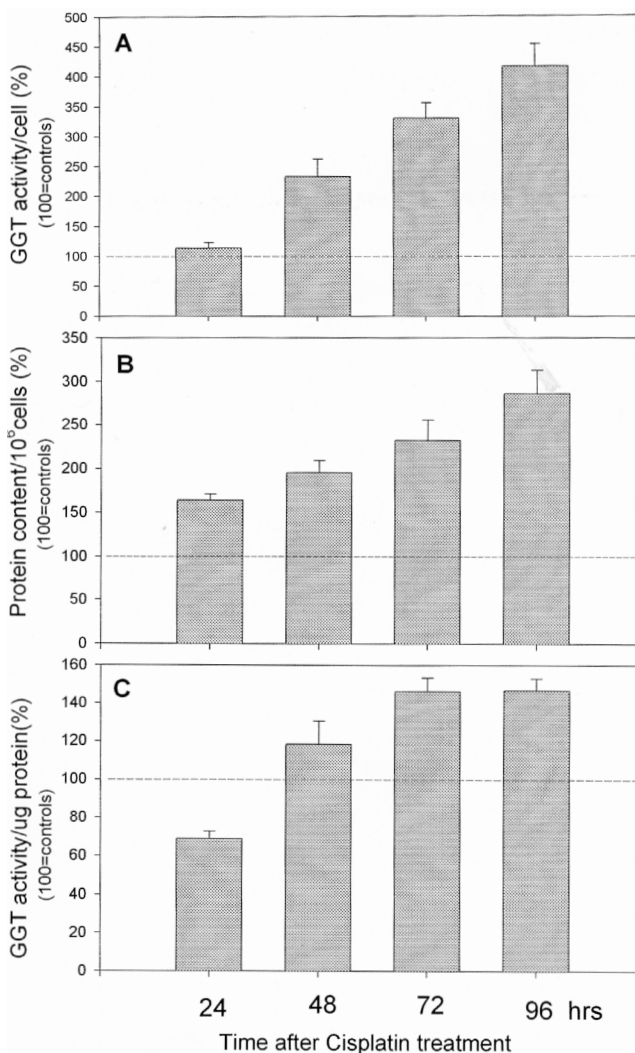 A
GGT activity/cell (%)
(100=controls)
500
450
400
350
300
250
200
150
100
50
0
B
Protein content/10⁶cells (%)
(100=controls)
350
300
250
200
150
100
50
0
C
GGT activity/ug protein(%)
(100=controls)
160
140
120
100
80
60
40
20
0
24 48 72 96 hrs
Time after Cisplatin treatment